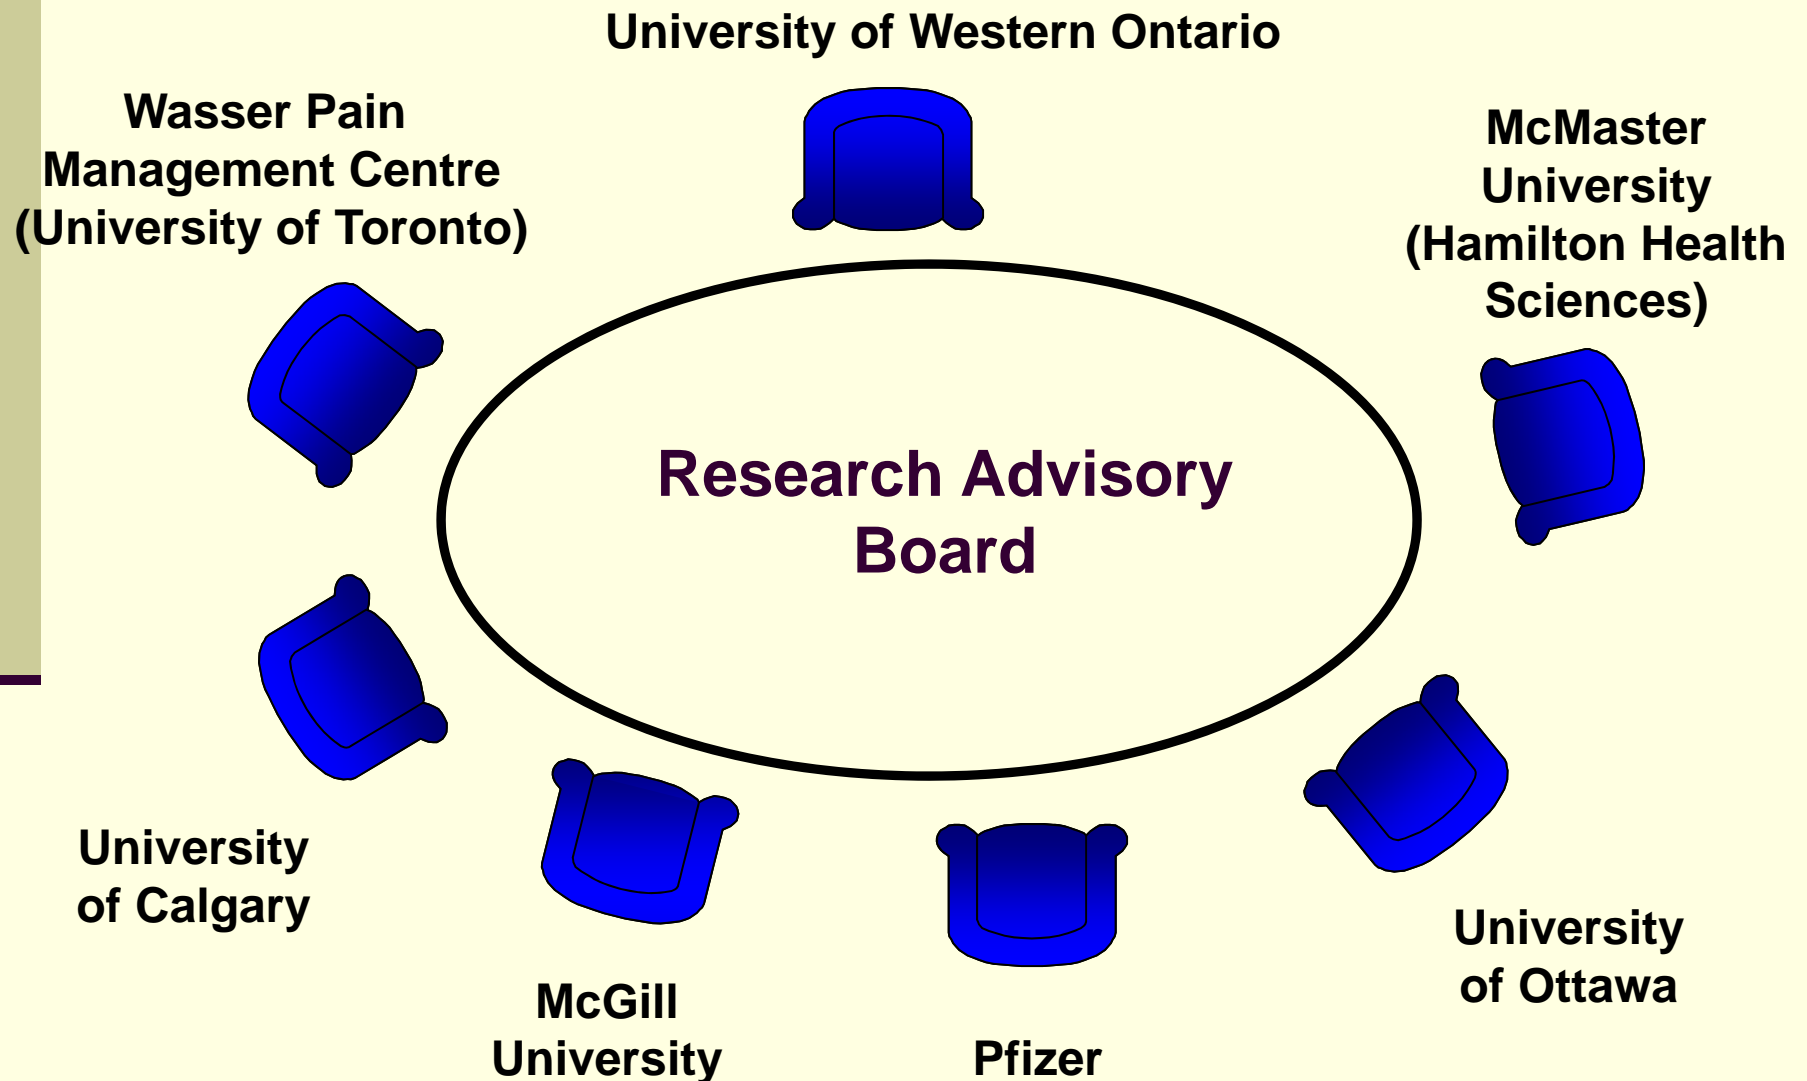 University of Western Ontario
Wasser Pain
Management Centre
(University of Toronto)
McMaster
University
(Hamilton Health
Sciences)
Research Advisory
Board
University
of Calgary
University
of Ottawa
McGill
University
Pfizer